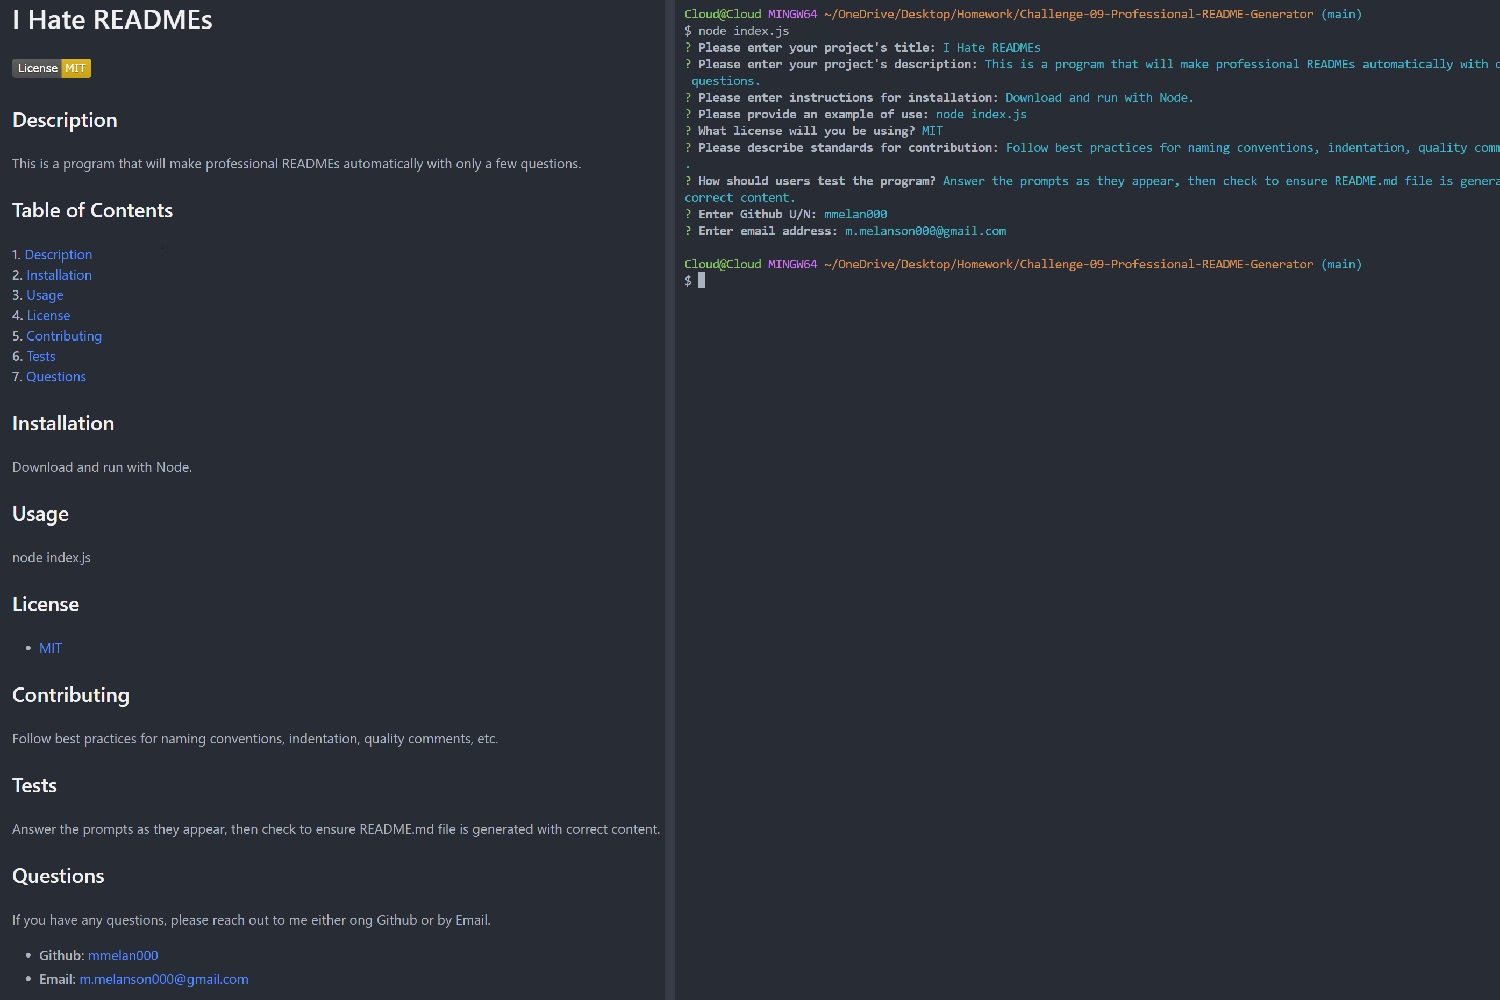 I Hate READMEs
License MIT
Description
This is a program that will make professional READMEs automatically with only a few questions.
Table of Contents
1. Description
2. Installation
3. Usage
4. License
5. Contributing
6. Tests
7. Questions
Installation
Download and run with Node.
Usage
node index.js
License
• MIT
Contributing
Follow best practices for naming conventions, indentation, quality comments, etc.
Tests
Answer the prompts as they appear, then check to ensure README.md file is generated with correct content.
Questions
If you have any questions, please reach out to me either ong Github or by Email.
• Github: mmelan000
• Email: m.melanson000@gmail.com
Cloud@Cloud MINGW64 ~/OneDrive/Desktop/Homework/Challenge-09-Professional-README-Generator (main)
$ node index.js
? Please enter your project's title: I Hate READMEs
? Please enter your project's description: This is a program that will make professional READMEs automatically with
questions.
? Please enter instructions for installation: Download and run with Node.
? Please provide an example of use: node index.js
? What license will you be using? MIT
? Please describe standards for contribution: Follow best practices for naming conventions, indentation, quality comm
.
? How should users test the program? Answer the prompts as they appear, then check to ensure README.md file is genera
correct content.
? Enter Github U/N: mmelan000
? Enter email address: m.melanson000@gmail.com
Cloud@Cloud MINGW64 ~/OneDrive/Desktop/Homework/Challenge-09-Professional-README-Generator (main)
$